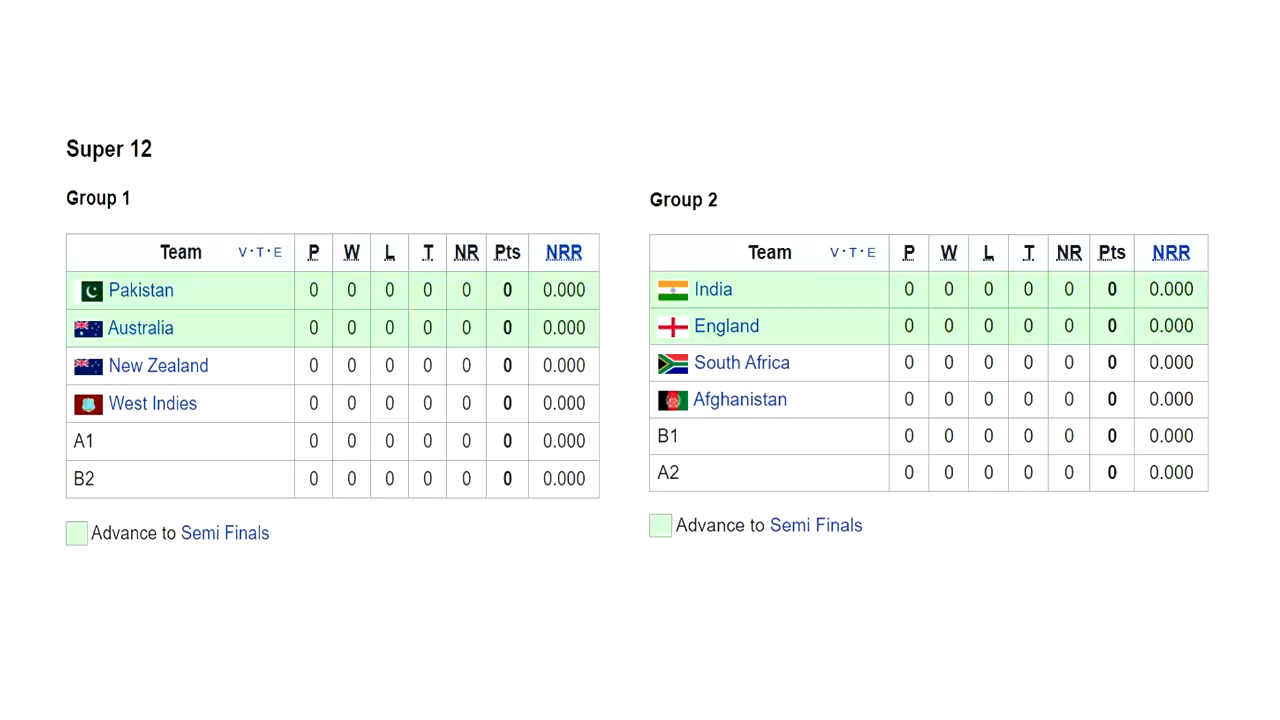 Super 12
Group 1
Team V·T·E P W L T NR Pts NRR
Pakistan 0 0 0 0 0 0 0.000
Australia 0 0 0 0 0 0 0.000
New Zealand 0 0 0 0 0 0 0.000
West Indies 0 0 0 0 0 0 0.000
A1 0 0 0 0 0 0 0.000
B2 0 0 0 0 0 0 0.000
Advance to Semi Finals
Group 2
Team V·T·E P W L T NR Pts NRR
India 0 0 0 0 0 0 0.000
England 0 0 0 0 0 0 0.000
South Africa 0 0 0 0 0 0 0.000
Afghanistan 0 0 0 0 0 0 0.000
B1 0 0 0 0 0 0 0.000
A2 0 0 0 0 0 0 0.000
Advance to Semi Finals